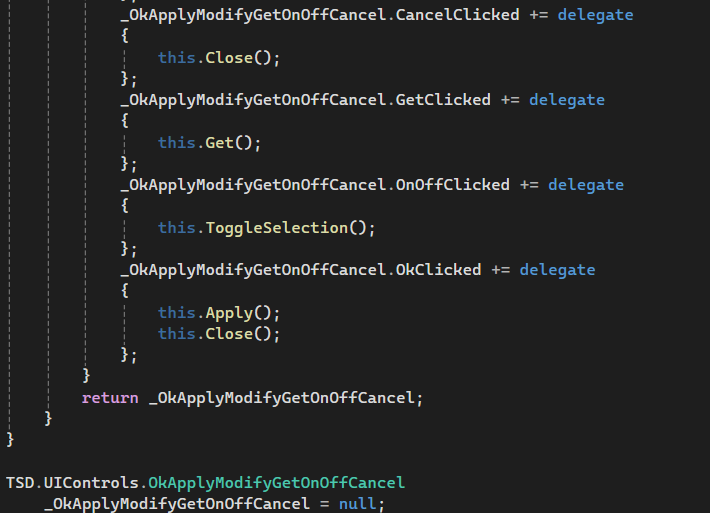 };
_OkApplyModifyGetOnOffCancel.CancelClicked += delegate
{
this.Close();
};
_OkApplyModifyGetOnOffCancel.GetClicked += delegate
{
this.Get();
};
_OkApplyModifyGetOnOffCancel.OnOffClicked += delegate
{
this.ToggleSelection();
};
_OkApplyModifyGetOnOffCancel.OkClicked += delegate
{
this.Apply();
this.Close();
};
}
return _OkApplyModifyGetOnOffCancel;
}
}
TSD.UIControls.OkApplyModifyGetOnOffCancel
_OkApplyModifyGetOnOffCancel = null;